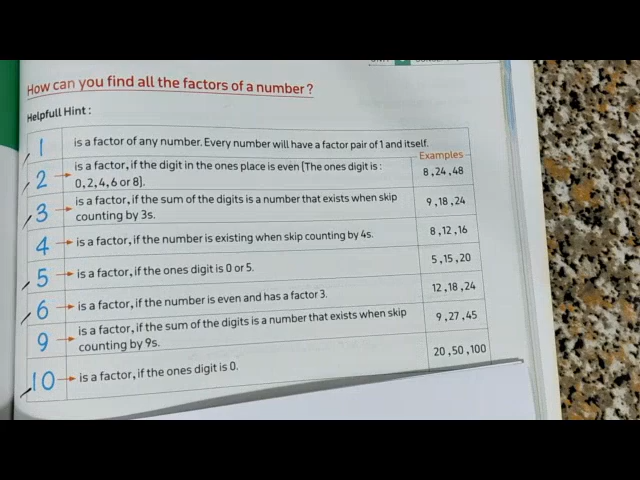 How can you find all the factors of a number?
Helpfull Hint :
1 is a factor of any number. Every number will have a factor pair of 1 and itself.
Examples
2 → is a factor, if the digit in the ones place is even (The ones digit is :
0, 2, 4, 6 or 8).
8 , 24 , 48
3 → is a factor, if the sum of the digits is a number that exists when skip
counting by 3s.
9 , 18 , 24
4 → is a factor, if the number is existing when skip counting by 4s.
8 , 12 , 16
5 → is a factor, if the ones digit is 0 or 5.
5 , 15 , 20
6 → is a factor, if the number is even and has a factor 3.
12 , 18 , 24
9 → is a factor, if the sum of the digits is a number that exists when skip
counting by 9s.
9 , 27 , 45
10 → is a factor, if the ones digit is 0.
20 , 50 , 100